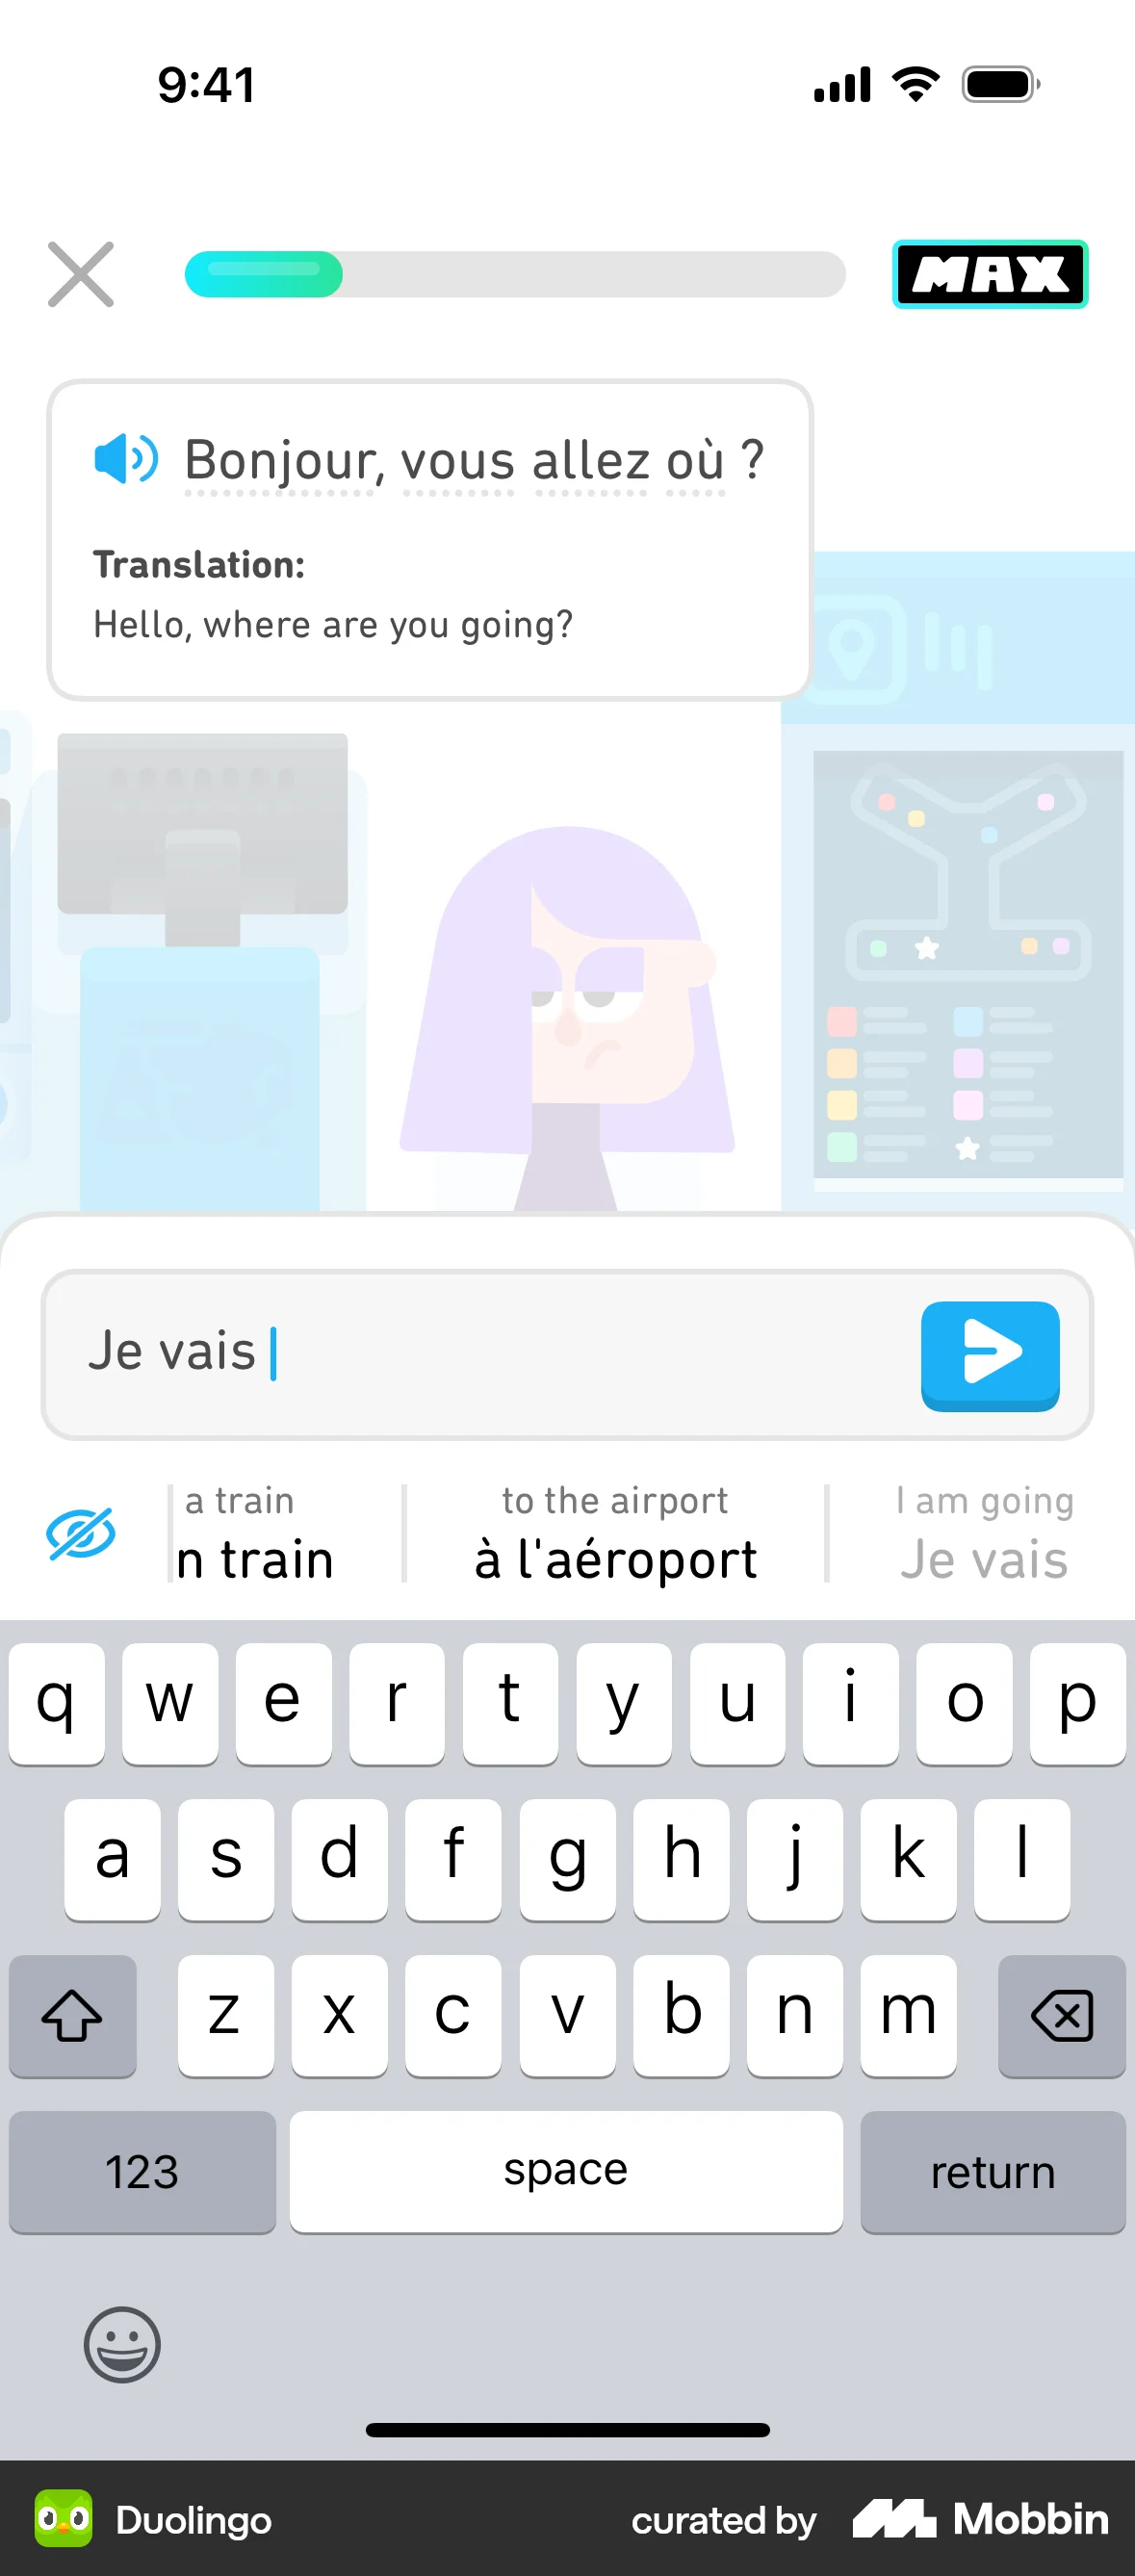 9:41
MAX
Bonjour, vous allez où ?
Translation:
Hello, where are you going?
Je vais
a train to the airport I am going
n train à l'aéroport Je vais
q w e r t y u i o p
a s d f g h j k l
z x c v b n m
123 space return
Duolingo curated by Mobbin